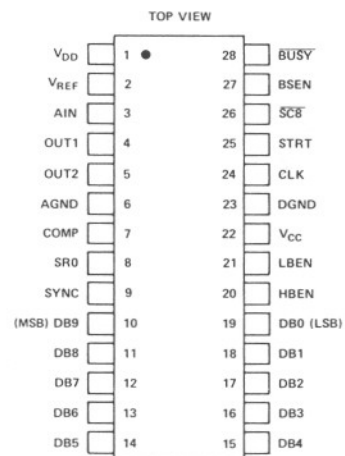 TOP VIEW
V_DD 1 28 B̅U̅S̅Y̅
V_REF 2 27 BSEN
AIN 3 26 S̅C̅8̅
OUT1 4 25 STRT
OUT2 5 24 CLK
AGND 6 23 DGND
COMP 7 22 V_CC
SR0 8 21 LBEN
SYNC 9 20 HBEN
(MSB) DB9 10 19 DB0 (LSB)
DB8 11 18 DB1
DB7 12 17 DB2
DB6 13 16 DB3
DB5 14 15 DB4